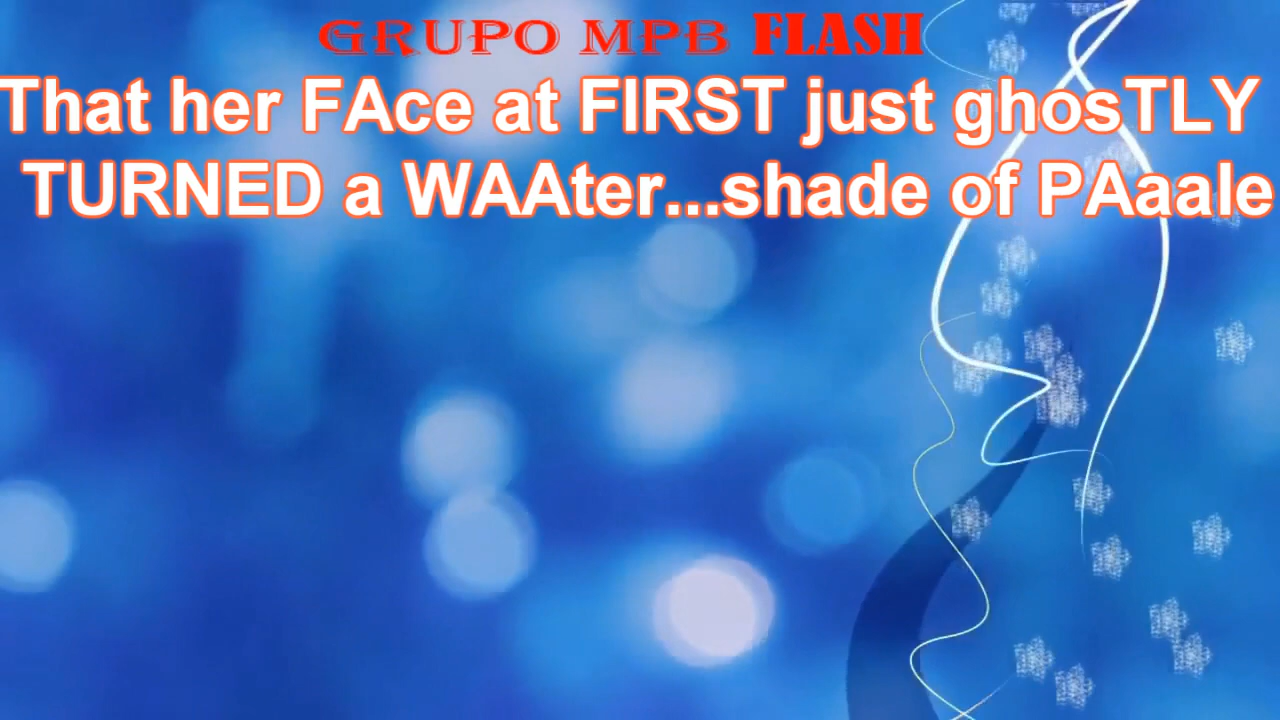 GRUPO MPB FLASH
That her FAce at FIRST just ghosTLY
TURNED a WAAter...shade of PAaale